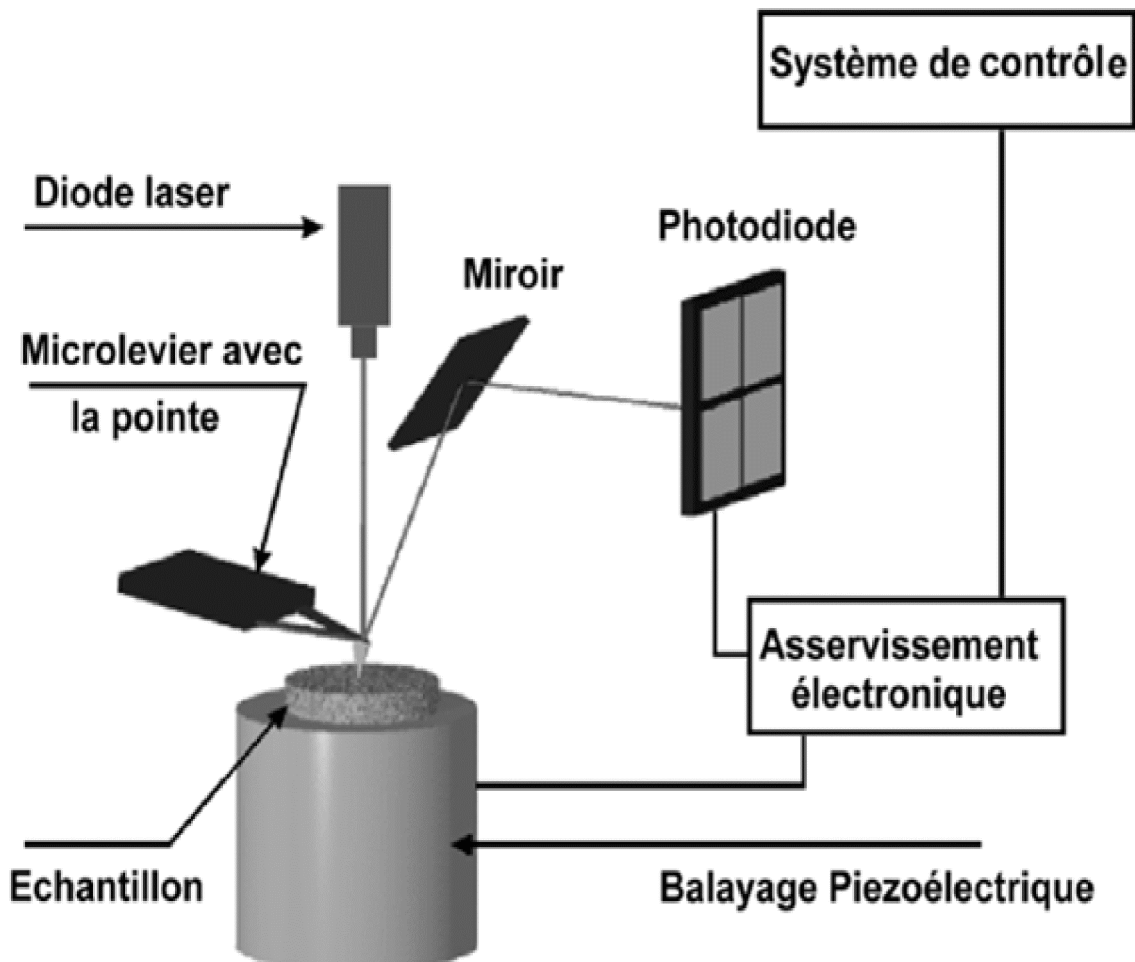 Système de contrôle
Diode laser
Photodiode
Miroir
Microlevier avec
la pointe
Asservissement
électronique
Echantillon
Balayage Piezoélectrique